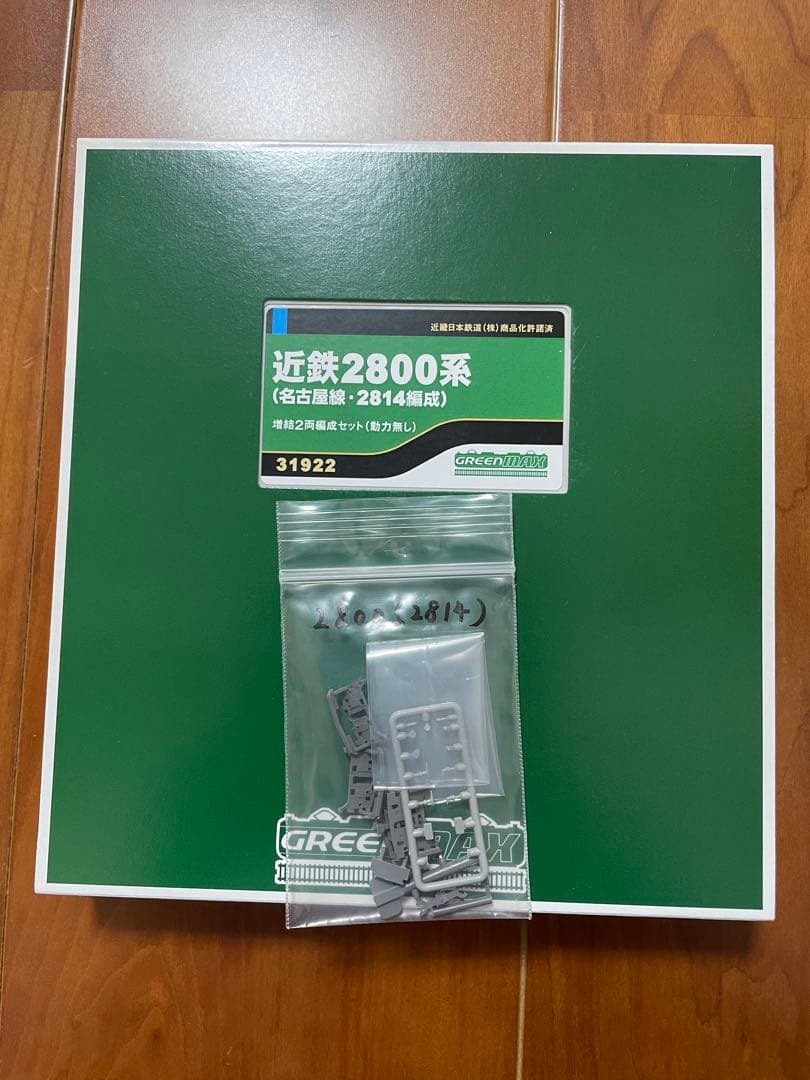 近畿日本鉄道(株)商品化許諾済
近鉄2800系
(名古屋線・2814編成)
増結2両編成セット(動力無し)
31922
GREENMAX
2800(2814)
GREENMAX